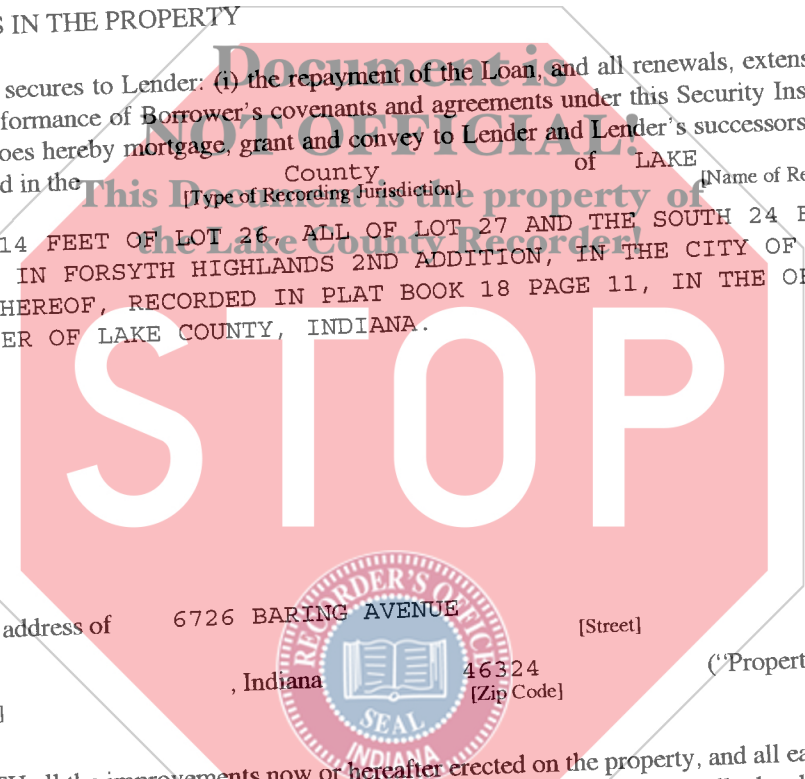 S IN THE PROPERTY
secures to Lender: (i) the repayment of the Loan, and all renewals, extens
Document is
formance of Borrower's covenants and agreements under this Security Ins
NOT OFFICIAL!
oes hereby mortgage, grant and convey to Lender and Lender's successors
d in the County of LAKE
This Document is the property of
[Type of Recording Jurisdiction] [Name of Re
14 FEET OF LOT 26, ALL OF LOT 27 AND THE SOUTH 24 F
the Lake County Recorder!
IN FORSYTH HIGHLANDS 2ND ADDITION, IN THE CITY OF
HEREOF, RECORDED IN PLAT BOOK 18 PAGE 11, IN THE OF
ER OF LAKE COUNTY, INDIANA.
STOP
address of 6726 BARING AVENUE [Street]
, Indiana 46324 ("Propert
[Zip Code]
]
RECORDER'S OFFICE
SEAL
INDIANA
all the improvements now or hereafter erected on the property, and all ea